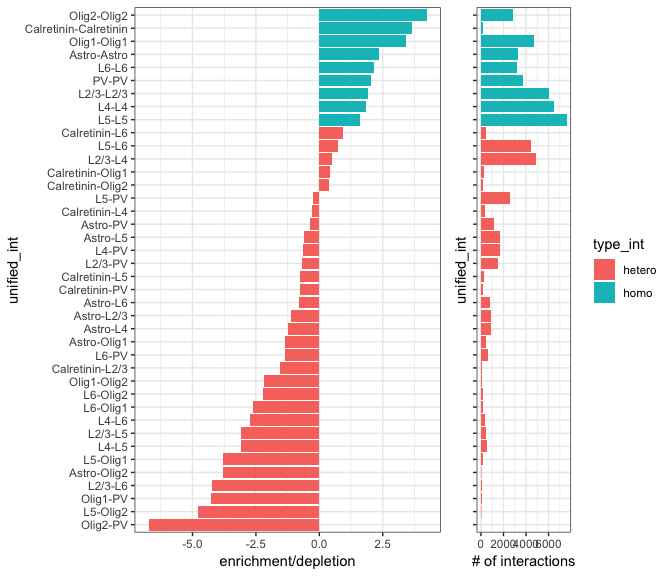 Olig2-Olig2
Calretinin-Calretinin
Olig1-Olig1
Astro-Astro
L6-L6
PV-PV
L2/3-L2/3
L4-L4
L5-L5
Calretinin-L6
L5-L6
L2/3-L4
Calretinin-Olig1
Calretinin-Olig2
L5-PV
Calretinin-L4
Astro-PV
Astro-L5
L4-PV
L2/3-PV
Calretinin-L5
Calretinin-PV
Astro-L6
Astro-L2/3
Astro-L4
Astro-Olig1
L6-PV
Calretinin-L2/3
Olig1-Olig2
L6-Olig2
L6-Olig1
L4-L6
L2/3-L5
L4-L5
L5-Olig1
Astro-Olig2
L2/3-L6
Olig1-PV
L5-Olig2
Olig2-PV
unified_int
-5.0 -2.5 0.0 2.5
enrichment/depletion
unified_int
0 2000 4000 6000
# of interactions
type_int
hetero
homo